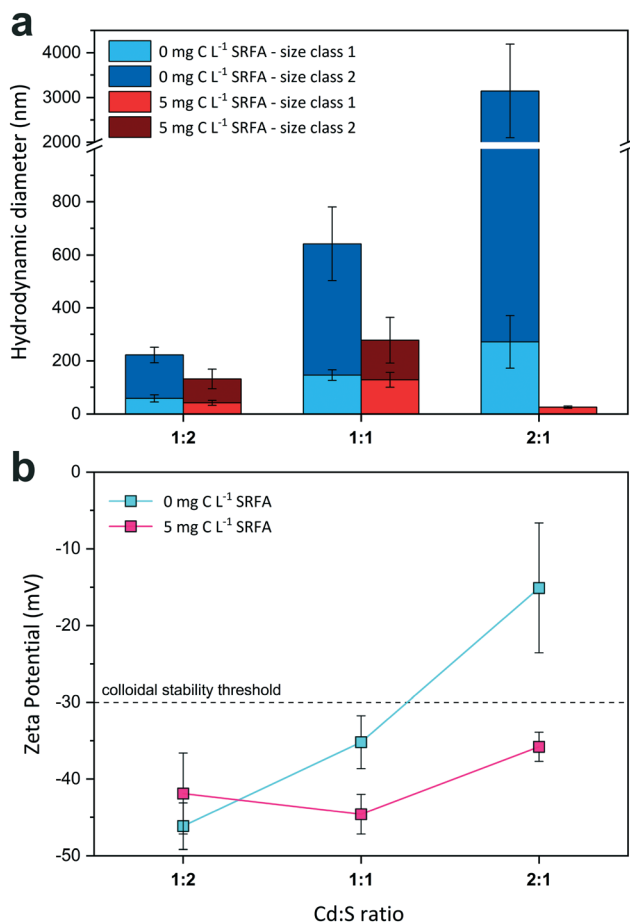 a
0 mg C L⁻¹ SRFA - size class 1
0 mg C L⁻¹ SRFA - size class 2
5 mg C L⁻¹ SRFA - size class 1
5 mg C L⁻¹ SRFA - size class 2
Hydrodynamic diameter (nm)
4000
3000
2000
800
600
400
200
0
1:2 1:1 2:1
b
0 mg C L⁻¹ SRFA
5 mg C L⁻¹ SRFA
Zeta Potential (mV)
0
-10
-20
colloidal stability threshold
-30
-40
-50
1:2 1:1 2:1
Cd:S ratio